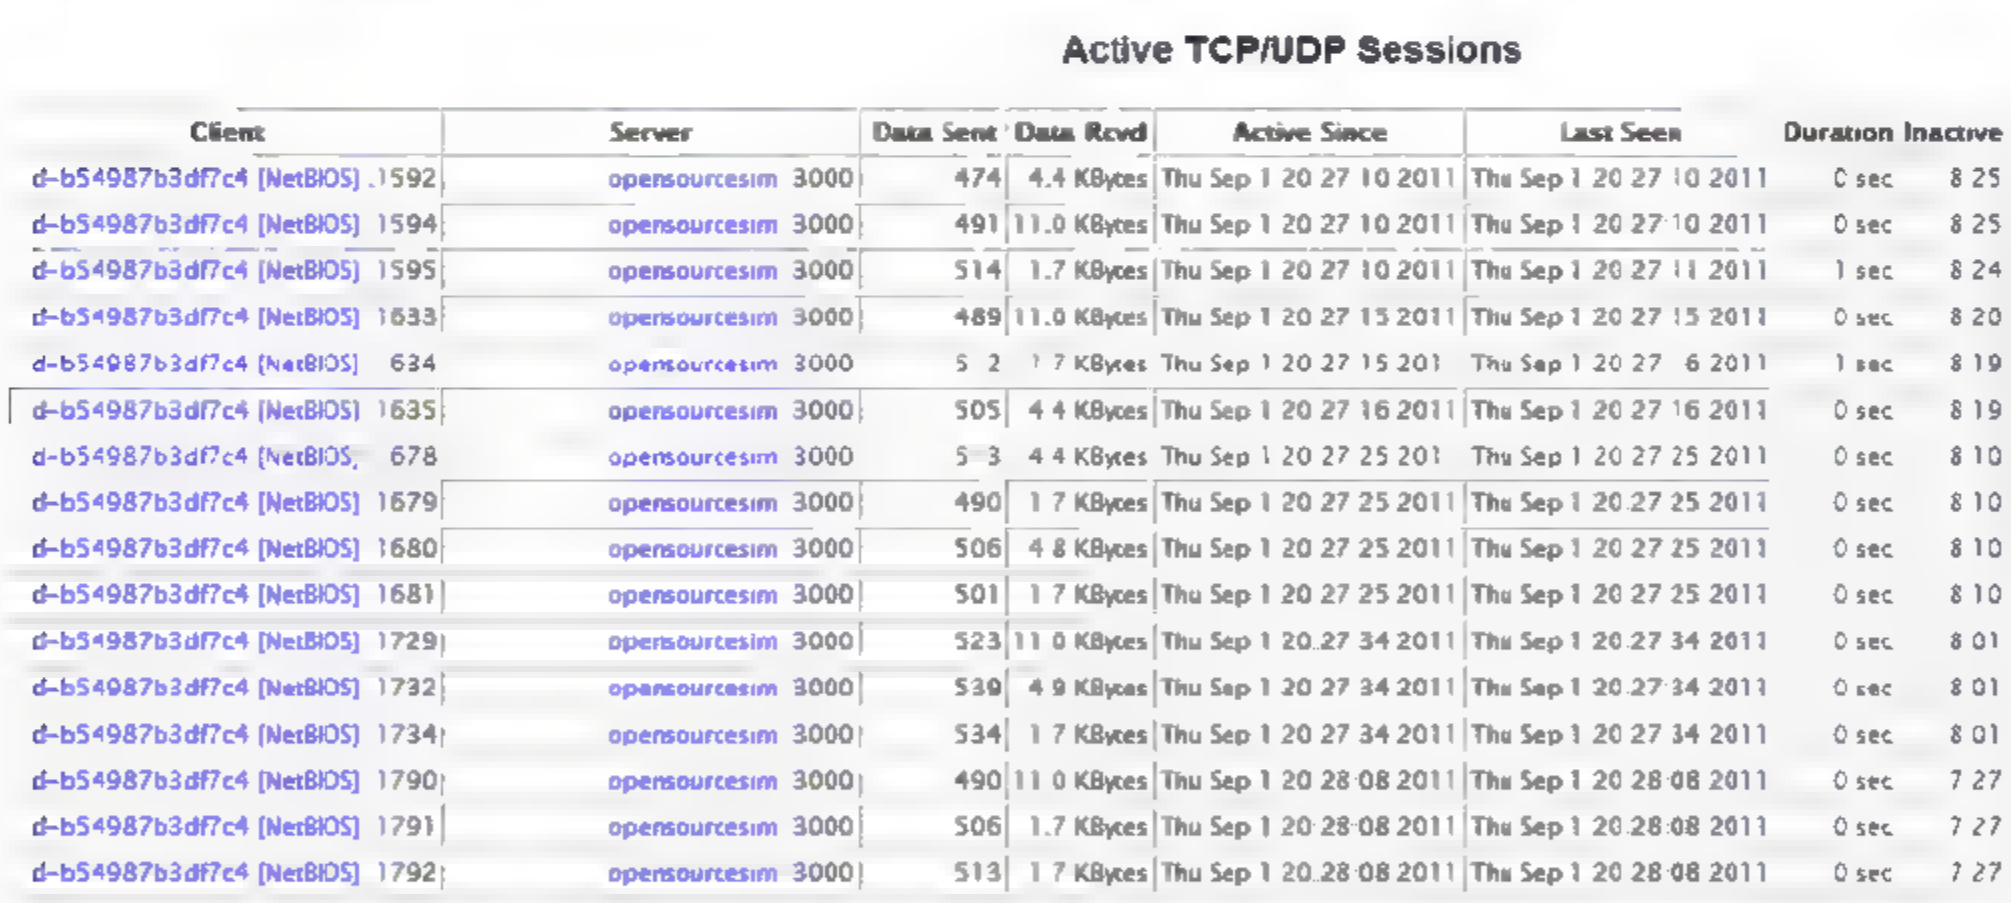 Active TCP/UDP Sessions
Client Server Data Sent Data Rcvd Active Since Last Seen Duration Inactive
d-b54987b3df7c4 [NetBIOS] 1592 opensourcesim 3000 474 4.4 KBytes Thu Sep 1 20 27 10 2011 Thu Sep 1 20 27 10 2011 0 sec 8 25
d-b54987b3df7c4 [NetBIOS] 1594 opensourcesim 3000 491 11.0 KBytes Thu Sep 1 20 27 10 2011 Thu Sep 1 20 27 10 2011 0 sec 8 25
d-b54987b3df7c4 [NetBIOS] 1595 opensourcesim 3000 514 1.7 KBytes Thu Sep 1 20 27 10 2011 Thu Sep 1 20 27 11 2011 1 sec 8 24
d-b54987b3df7c4 [NetBIOS] 1633 opensourcesim 3000 489 11.0 KBytes Thu Sep 1 20 27 15 2011 Thu Sep 1 20 27 15 2011 0 sec 8 20
d-b54987b3df7c4 [NetBIOS] 634 opensourcesim 3000 5 2 1 7 KBytes Thu Sep 1 20 27 15 201 Thu Sep 1 20 27 6 2011 1 sec 8 19
d-b54987b3df7c4 [NetBIOS] 1635 opensourcesim 3000 505 4 4 KBytes Thu Sep 1 20 27 16 2011 Thu Sep 1 20 27 16 2011 0 sec 8 19
d-b54987b3df7c4 [NetBIOS] 678 opensourcesim 3000 5 3 4 4 KBytes Thu Sep 1 20 27 25 201 Thu Sep 1 20 27 25 2011 0 sec 8 10
d-b54987b3df7c4 [NetBIOS] 1679 opensourcesim 3000 490 1 7 KBytes Thu Sep 1 20 27 25 2011 Thu Sep 1 20 27 25 2011 0 sec 8 10
d-b54987b3df7c4 [NetBIOS] 1680 opensourcesim 3000 506 4 8 KBytes Thu Sep 1 20 27 25 2011 Thu Sep 1 20 27 25 2011 0 sec 8 10
d-b54987b3df7c4 [NetBIOS] 1681 opensourcesim 3000 501 1 7 KBytes Thu Sep 1 20 27 25 2011 Thu Sep 1 20 27 25 2011 0 sec 8 10
d-b54987b3df7c4 [NetBIOS] 1729 opensourcesim 3000 523 11 0 KBytes Thu Sep 1 20 27 34 2011 Thu Sep 1 20 27 34 2011 0 sec 8 01
d-b54987b3df7c4 [NetBIOS] 1732 opensourcesim 3000 539 4 9 KBytes Thu Sep 1 20 27 34 2011 Thu Sep 1 20 27 34 2011 0 sec 8 01
d-b54987b3df7c4 [NetBIOS] 1734 opensourcesim 3000 534 1 7 KBytes Thu Sep 1 20 27 34 2011 Thu Sep 1 20 27 34 2011 0 sec 8 01
d-b54987b3df7c4 [NetBIOS] 1790 opensourcesim 3000 490 11 0 KBytes Thu Sep 1 20 28:08 2011 Thu Sep 1 20 28:08 2011 0 sec 7 27
d-b54987b3df7c4 [NetBIOS] 1791 opensourcesim 3000 506 1.7 KBytes Thu Sep 1 20:28:08 2011 Thu Sep 1 20 28:08 2011 0 sec 7 27
d-b54987b3df7c4 [NetBIOS] 1792 opensourcesim 3000 513 1 7 KBytes Thu Sep 1 20 28:08 2011 Thu Sep 1 20 28:08 2011 0 sec 7 27